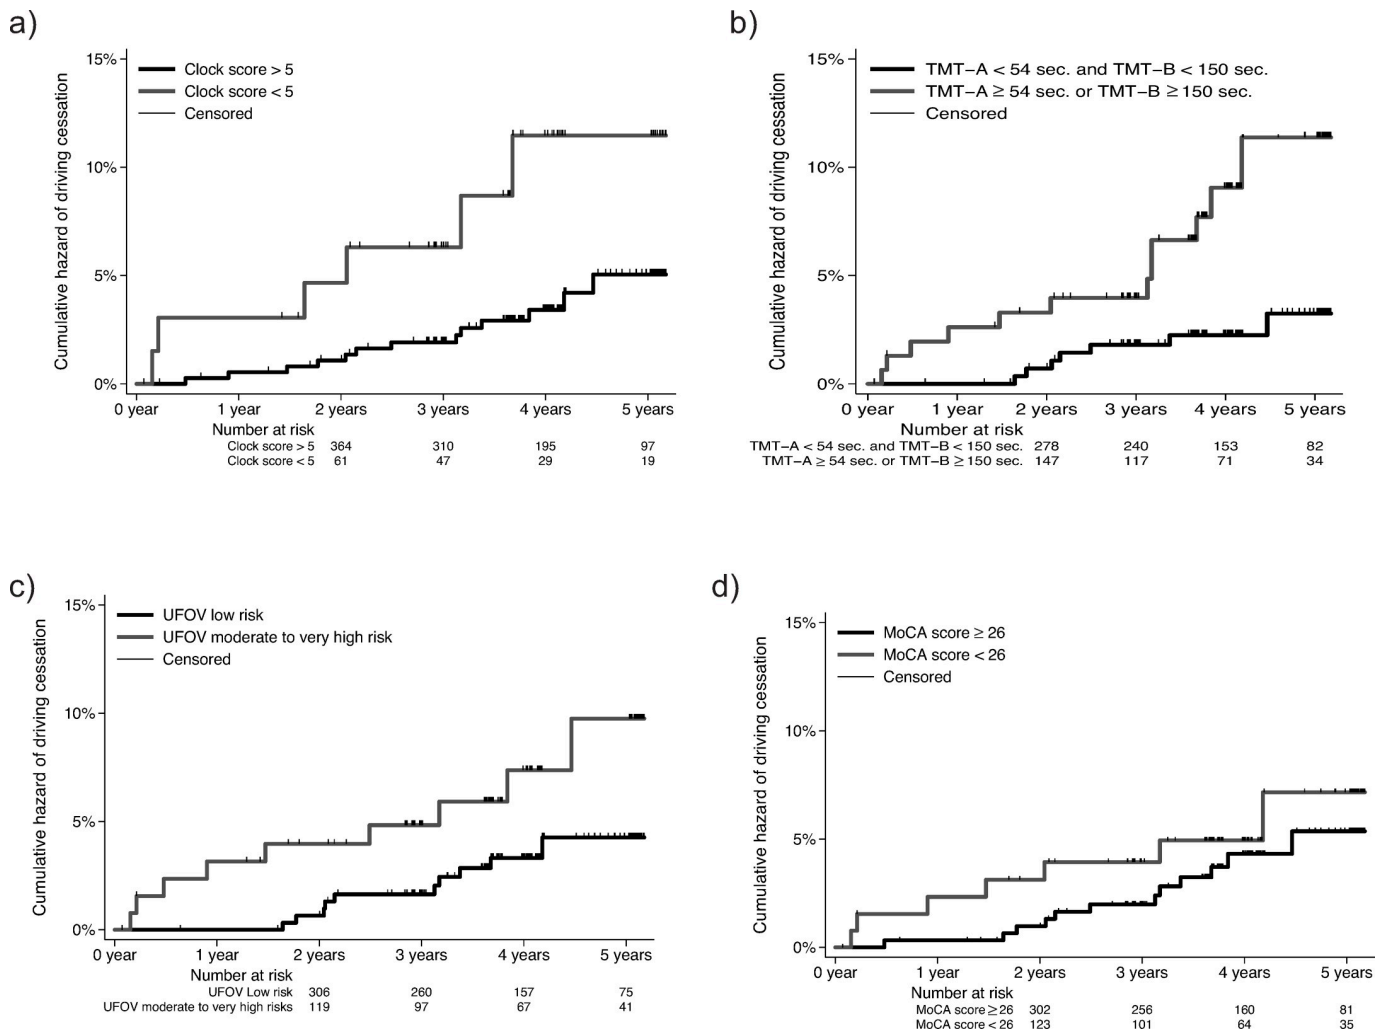 a)
Cumulative hazard of driving cessation
15%
10%
5%
0%
Clock score > 5
Clock score < 5
Censored
0 year 1 year 2 years 3 years 4 years 5 years
Number at risk
Clock score > 5 364 310 195 97
Clock score < 5 61 47 29 19
b)
Cumulative hazard of driving cessation
15%
10%
5%
0%
TMT−A < 54 sec. and TMT−B < 150 sec.
TMT−A ≥ 54 sec. or TMT−B ≥ 150 sec.
Censored
0 year 1 year 2 years 3 years 4 years 5 years
Number at risk
TMT−A < 54 sec. and TMT−B < 150 sec. 278 240 153 82
TMT−A ≥ 54 sec. or TMT−B ≥ 150 sec. 147 117 71 34
c)
Cumulative hazard of driving cessation
15%
10%
5%
0%
UFOV low risk
UFOV moderate to very high risk
Censored
0 year 1 year 2 years 3 years 4 years 5 years
Number at risk
UFOV Low risk 306 260 157 75
UFOV moderate to very high risks 119 97 67 41
d)
Cumulative hazard of driving cessation
15%
10%
5%
0%
MoCA score ≥ 26
MoCA score < 26
Censored
0 year 1 year 2 years 3 years 4 years 5 years
Number at risk
MoCA score ≥ 26 302 256 160 81
MoCA score < 26 123 101 64 35